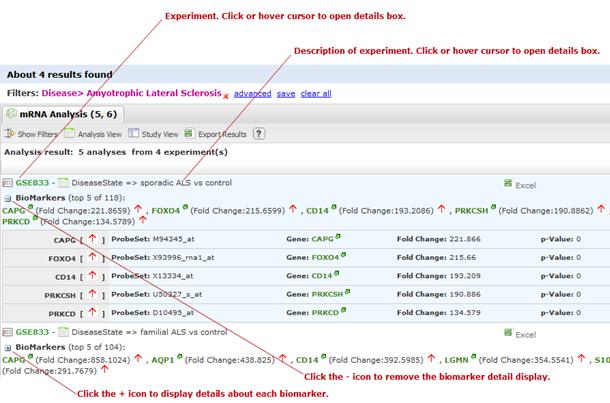 Experiment. Click or hover cursor to open details box.
Description of experiment. Click or hover cursor to open details box.
About 4 results found
Filters: Disease> Amyotrophic Lateral Sclerosis x advanced save clear all
mRNA Analysis (5, 6)
Show Filters Analysis View Study View Export Results ?
Analysis result: 5 analyses from 4 experiment(s)
GSE833 - DiseaseState => sporadic ALS vs control Excel
BioMarkers (top 5 of 118):
CAPG (Fold Change:221.8659) , FOXO4 (Fold Change:215.6599) , CD14 (Fold Change:193.2086) , PRKCSH (Fold Change:190.8862) ,
PRKCD (Fold Change:134.5789)
CAPG [ ] ProbeSet: M94345_at Gene: CAPG Fold Change: 221.866 p-Value: 0
FOXO4 [ ] ProbeSet: X93996_rna1_at Gene: FOXO4 Fold Change: 215.66 p-Value: 0
CD14 [ ] ProbeSet: X13334_at Gene: CD14 Fold Change: 193.209 p-Value: 0
PRKCSH [ ] ProbeSet: U50327_s_at Gene: PRKCSH Fold Change: 190.886 p-Value: 0
PRKCD [ ] ProbeSet: D10495_at Gene: PRKCD Fold Change: 134.579 p-Value: 0
GSE833 - DiseaseState => familial ALS vs control Excel
BioMarkers (top 5 of 104):
CAPG (Fold Change:858.1024) , AQP1 (Fold Change:438.825) , CD14 (Fold Change:392.5985) , LGMN (Fold Change:354.5541) , S10
(Fold Change:291.7679)
Click the - icon to remove the biomarker detail display.
Click the + icon to display details about each biomarker.